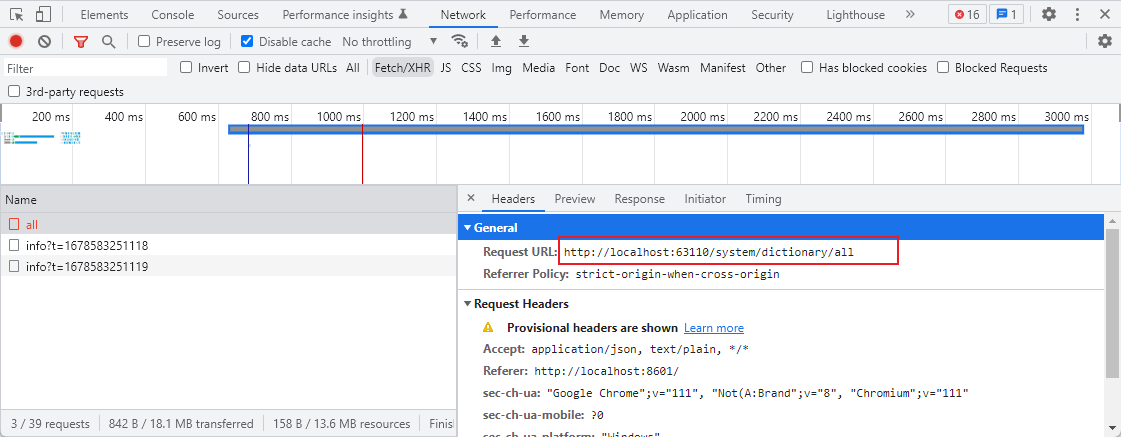 Elements Console Sources Performance insights Network Performance Memory Application Security Lighthouse » 16 1
Preserve log Disable cache No throttling
Filter Invert Hide data URLs All Fetch/XHR JS CSS Img Media Font Doc WS Wasm Manifest Other Has blocked cookies Blocked Requests
3rd-party requests
200 ms 400 ms 600 ms 800 ms 1000 ms 1200 ms 1400 ms 1600 ms 1800 ms 2000 ms 2200 ms 2400 ms 2600 ms 2800 ms 3000 ms
Name
all
info?t=1678583251118
info?t=1678583251119
3 / 39 requests 842 B / 18.1 MB transferred 158 B / 13.6 MB resources Finis
× Headers Preview Response Initiator Timing
General
Request URL: http://localhost:63110/system/dictionary/all
Referrer Policy: strict-origin-when-cross-origin
Request Headers
Provisional headers are shown Learn more
Accept: application/json, text/plain, */*
Referer: http://localhost:8601/
sec-ch-ua: "Google Chrome";v="111", "Not(A:Brand";v="8", "Chromium";v="111"
sec-ch-ua-mobile: ?0
sec-ch-ua-platform: "Windows"